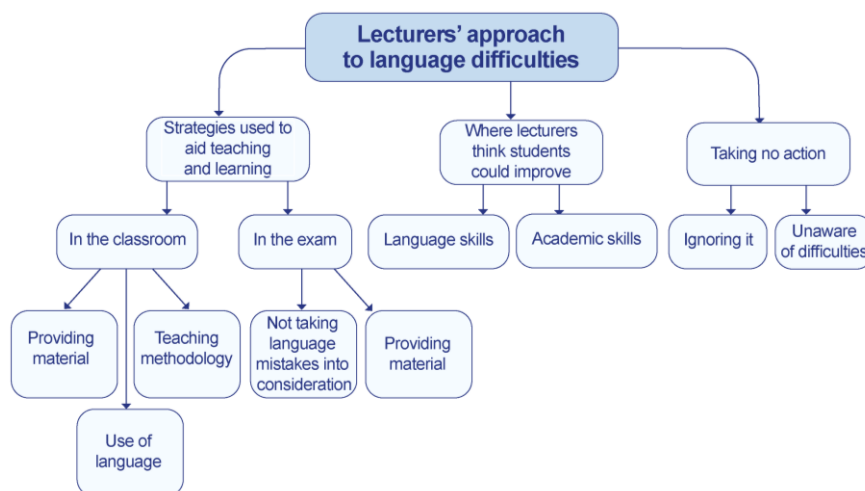 Lecturers’ approach
to language difficulties
Strategies used to
aid teaching
and learning
Where lecturers
think students
could improve
Taking no action
In the classroom
In the exam
Language skills
Academic skills
Ignoring it
Unaware
of difficulties
Providing
material
Teaching
methodology
Not taking
language
mistakes into
consideration
Providing
material
Use of
language